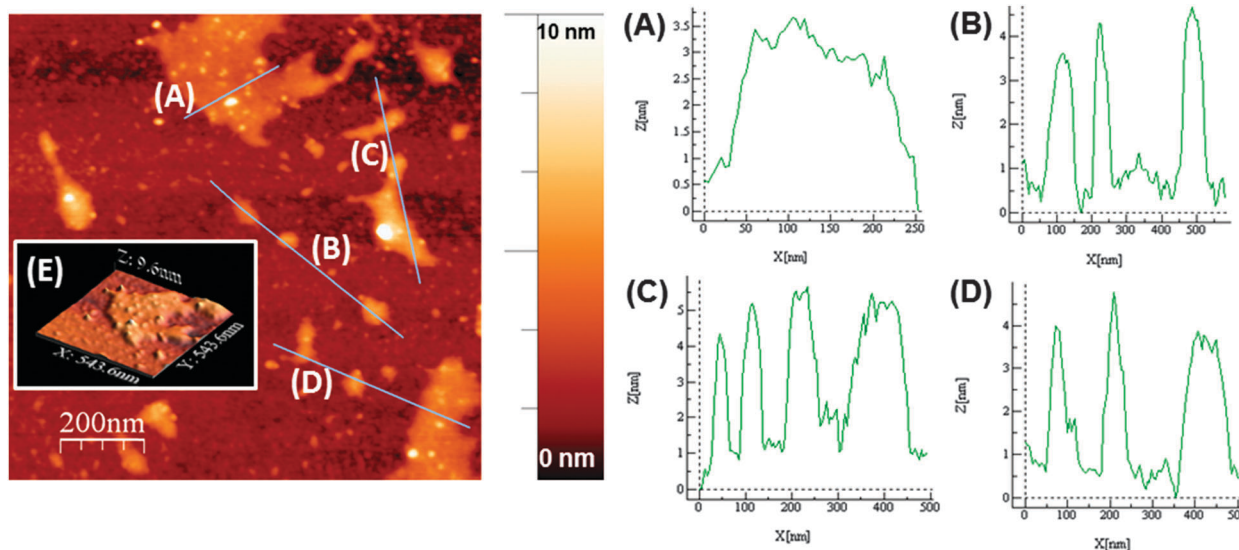 (A)
(C)
(B)
(D)
(E)
Z: 9.6nm
X: 543.6nm
Y: 543.6nm
200nm
10 nm
0 nm
(A)
Z[nm]
3.5
3
2.5
2
1.5
1
0.5
0
0 50 100 150 200 250
X[nm]
(B)
Z[nm]
4
3
2
1
0
0 100 200 300 400 500
X[nm]
(C)
Z[nm]
5
4
3
2
1
0
0 100 200 300 400 500
X[nm]
(D)
Z[nm]
4
3
2
1
0
0 100 200 300 400 500
X[nm]